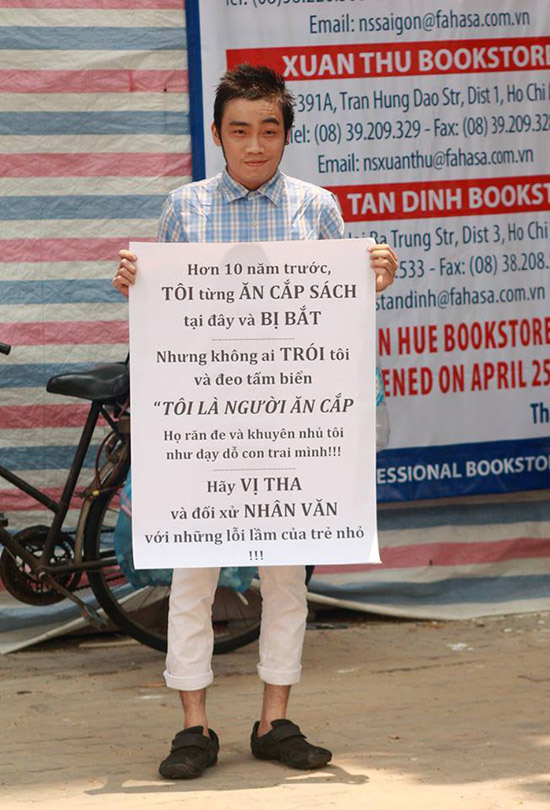 Tel: (08)
Email: nssaigon@fahasa.com.vn
XUAN THU BOOKSTORE
391A, Tran Hung Dao Str, Dist 1, Ho Chi
Tel: (08) 39.209.329 - Fax: (08) 39.209.
Email: nsxuanthu@fahasa.com.vn
TAN DINH BOOKST
Ba Trung Str, Dist 3, Ho Chi
533 - Fax: (08) 38.208.
standinh@fahasa.com.vn
N HUE BOOKSTORE
ENED ON APRIL 25
Th
ESSIONAL BOOKSTO
Hơn 10 năm trước,
TÔI từng ĂN CẮP SÁCH
tại đây và BỊ BẮT
Nhưng không ai TRÓI tôi
và đeo tấm biển
“TÔI LÀ NGƯỜI ĂN CẮP
Họ răn đe và khuyên nhủ tôi
như dạy dỗ con trai mình!!!
Hãy VỊ THA
và đối xử NHÂN VĂN
với những lỗi lầm của trẻ nhỏ
!!!